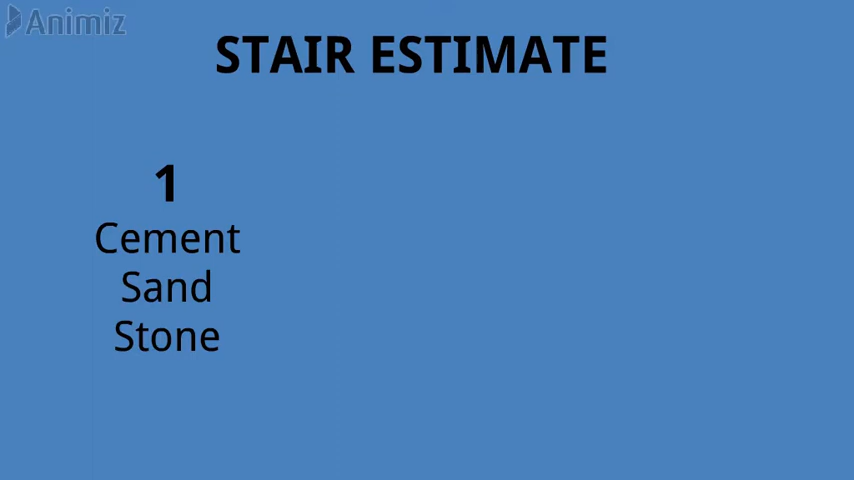 Animiz
STAIR ESTIMATE
1
Cement
Sand
Stone